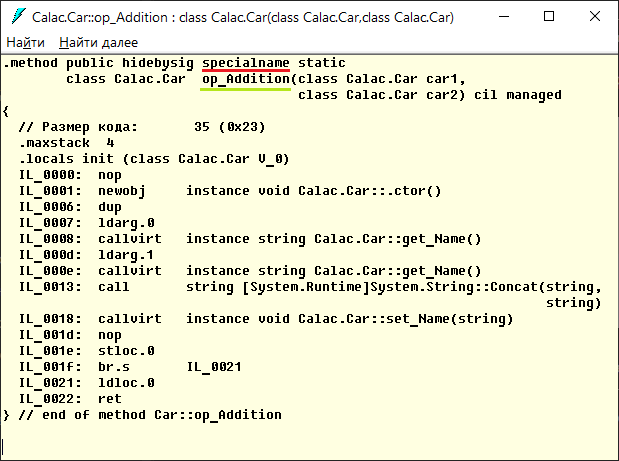 Calac.Car::op_Addition : class Calac.Car(class Calac.Car,class Calac.Car)
Найти Найти далее
.method public hidebysig specialname static
        class Calac.Car  op_Addition(class Calac.Car car1,
                                     class Calac.Car car2) cil managed
{
  // Размер кода:       35 (0x23)
  .maxstack  4
  .locals init (class Calac.Car V_0)
  IL_0000:  nop
  IL_0001:  newobj     instance void Calac.Car::.ctor()
  IL_0006:  dup
  IL_0007:  ldarg.0
  IL_0008:  callvirt   instance string Calac.Car::get_Name()
  IL_000d:  ldarg.1
  IL_000e:  callvirt   instance string Calac.Car::get_Name()
  IL_0013:  call       string [System.Runtime]System.String::Concat(string,
                                                                    string)
  IL_0018:  callvirt   instance void Calac.Car::set_Name(string)
  IL_001d:  nop
  IL_001e:  stloc.0
  IL_001f:  br.s       IL_0021
  IL_0021:  ldloc.0
  IL_0022:  ret
} // end of method Car::op_Addition